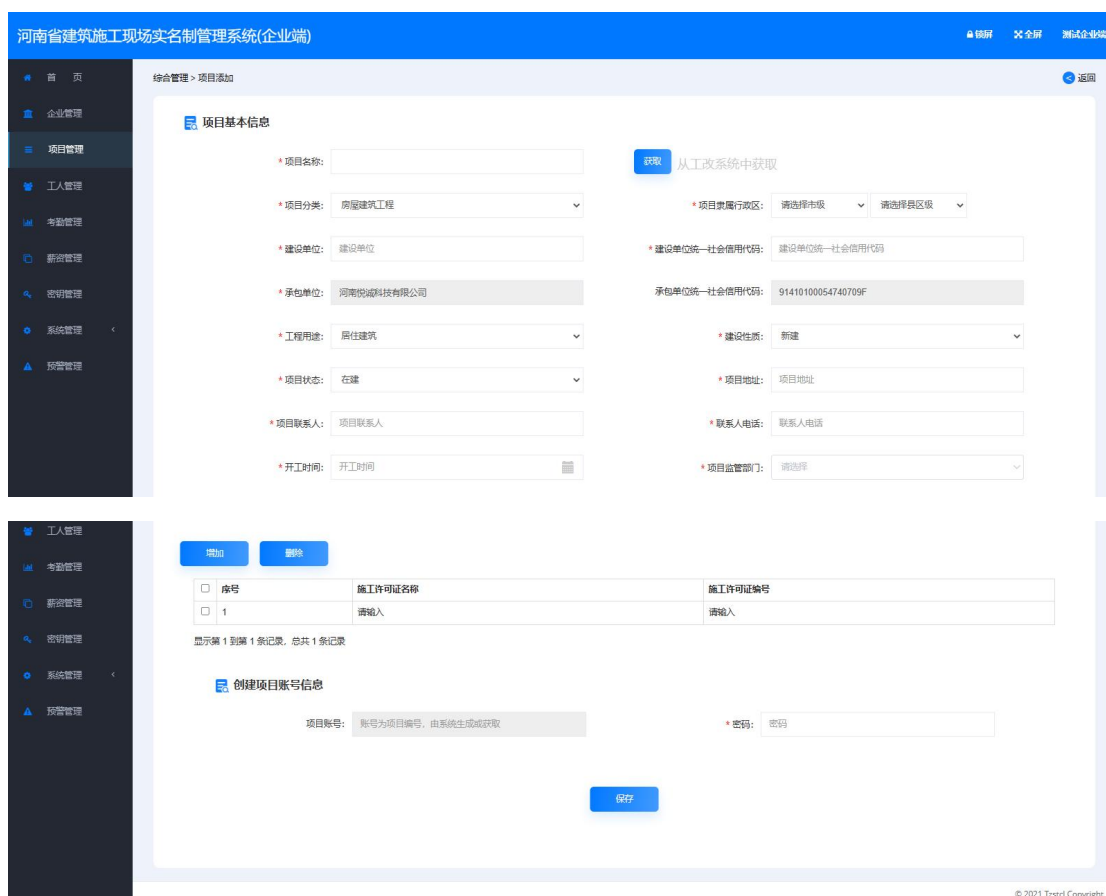 河南省建筑施工现场实名制管理系统(企业端)
锁屏 全屏 测试企业端
首 页
综合管理 > 项目添加
返回
企业管理
项目基本信息
项目管理
* 项目名称:
获取 从工改系统中获取
工人管理
* 项目分类: 房屋建筑工程
* 项目隶属行政区: 请选择市级 请选择县区级
考勤管理
* 建设单位: 建设单位
* 建设单位统一社会信用代码: 建设单位统一社会信用代码
薪资管理
* 承包单位: 河南悦诚科技有限公司
承包单位统一社会信用代码: 91410100054740709F
密钥管理
* 工程用途: 居住建筑
* 建设性质: 新建
系统管理
* 项目状态: 在建
* 项目地址: 项目地址
预警管理
* 项目联系人: 项目联系人
* 联系人电话: 联系人电话
* 开工时间: 开工时间
* 项目监管部门: 请选择
工人管理
增加 删除
考勤管理
序号 施工许可证名称 施工许可证编号
薪资管理
1 请输入 请输入
密钥管理
显示第 1 到第 1 条记录，总共 1 条记录
系统管理
创建项目账号信息
预警管理
项目账号: 账号为项目编号，由系统生成或获取
* 密码: 密码
保存
© 2021 Tzstd Copyright